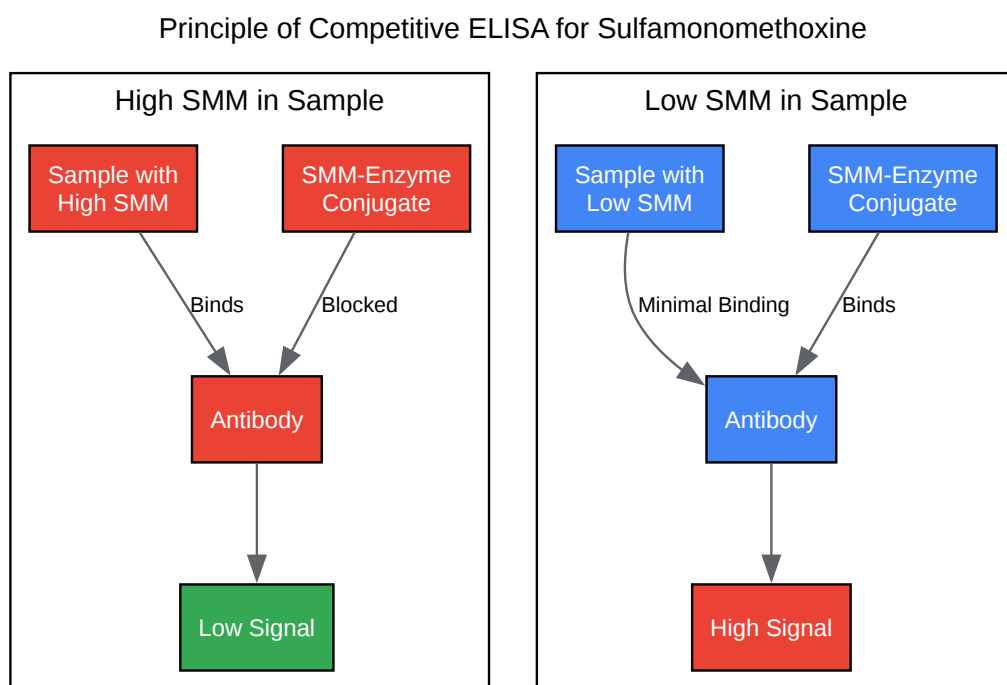 Principle of Competitive ELISA for Sulfamonomethoxine
High SMM in Sample
Sample with
High SMM
SMM-Enzyme
Conjugate
Binds
Blocked
Antibody
Low Signal
Low SMM in Sample
Sample with
Low SMM
SMM-Enzyme
Conjugate
Minimal Binding
Binds
Antibody
High Signal